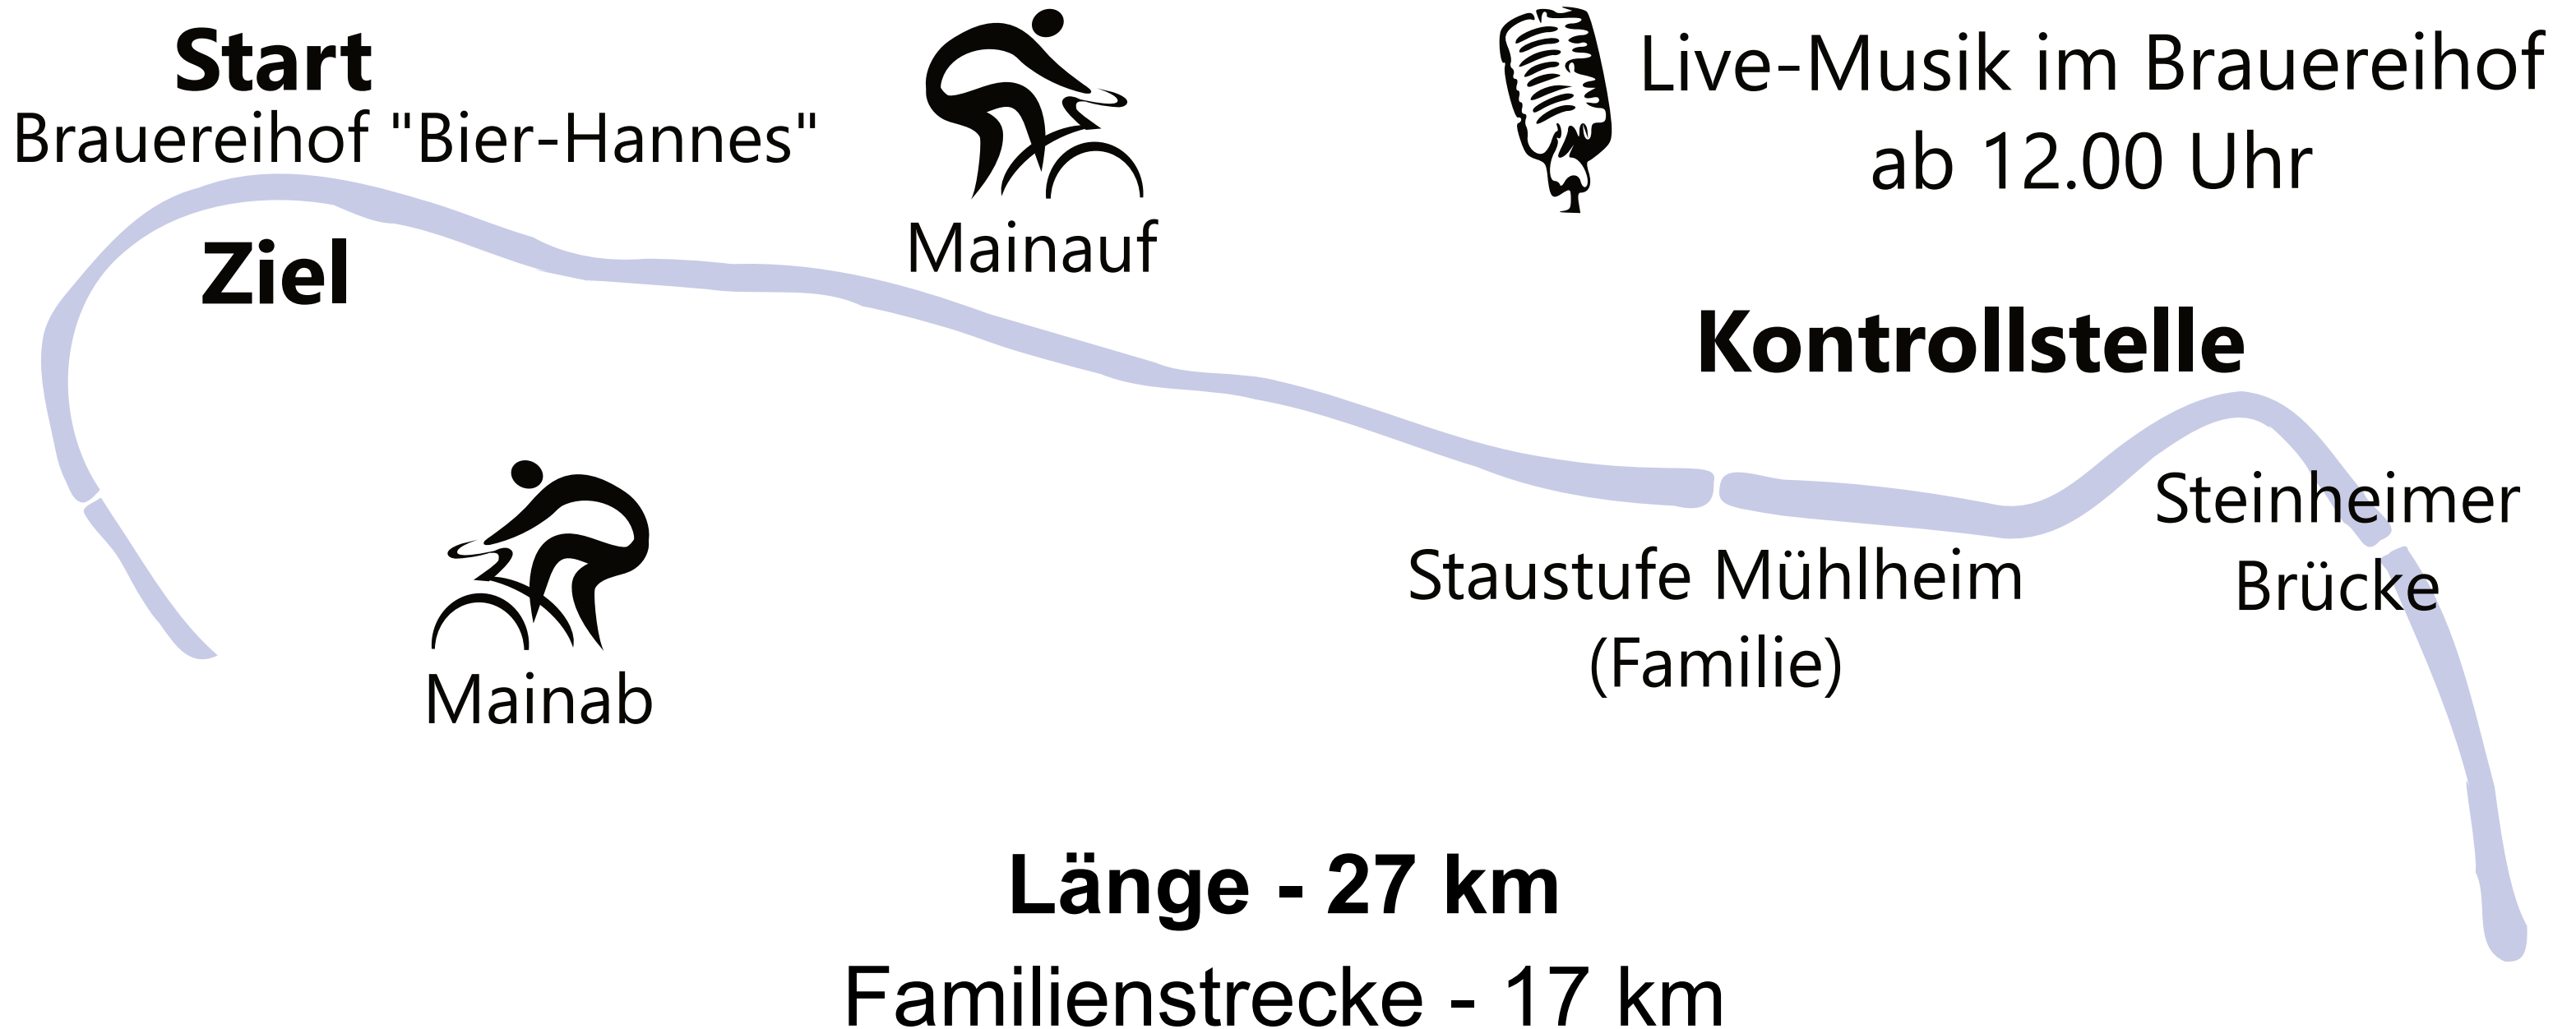 Start
Brauereihof "Bier-Hannes"
Ziel
Mainauf
Live-Musik im Brauereihof
ab 12.00 Uhr
Kontrollstelle
Steinheimer
Brücke
Staustufe Mühlheim
(Familie)
Mainab
Länge - 27 km
Familienstrecke - 17 km